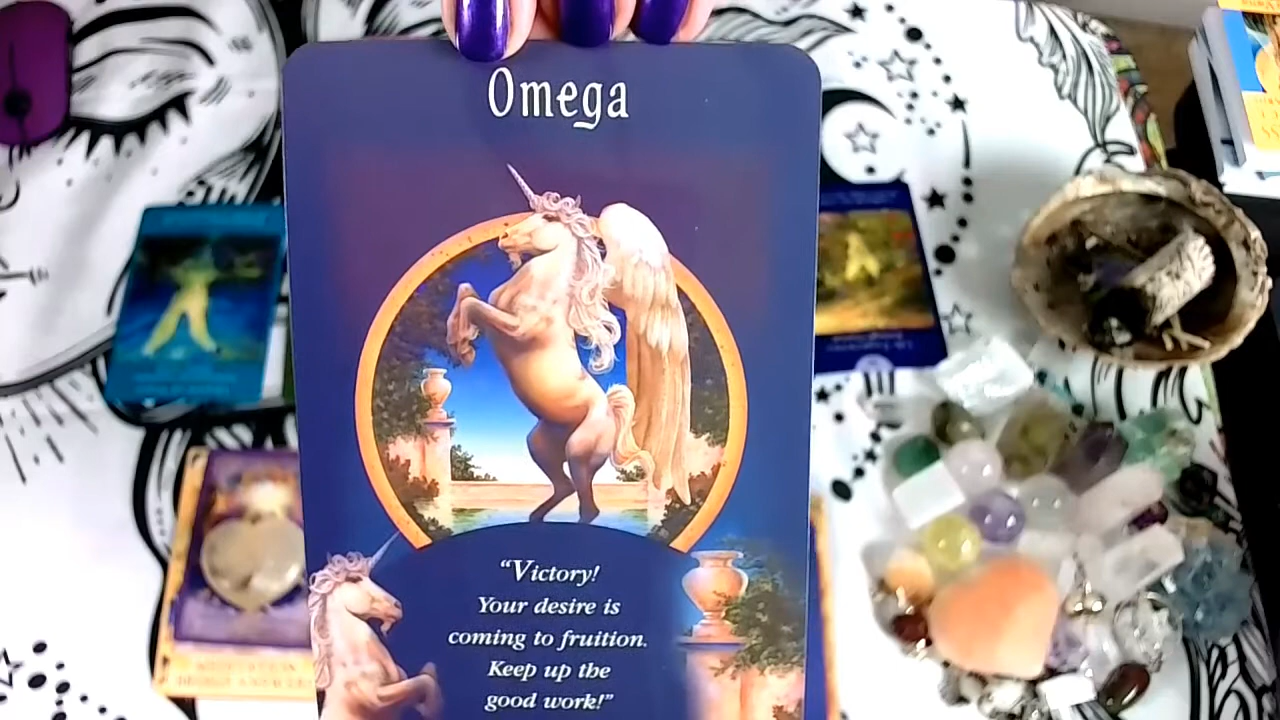 Omega
"Victory!
Your desire is
coming to fruition.
Keep up the
good work!"